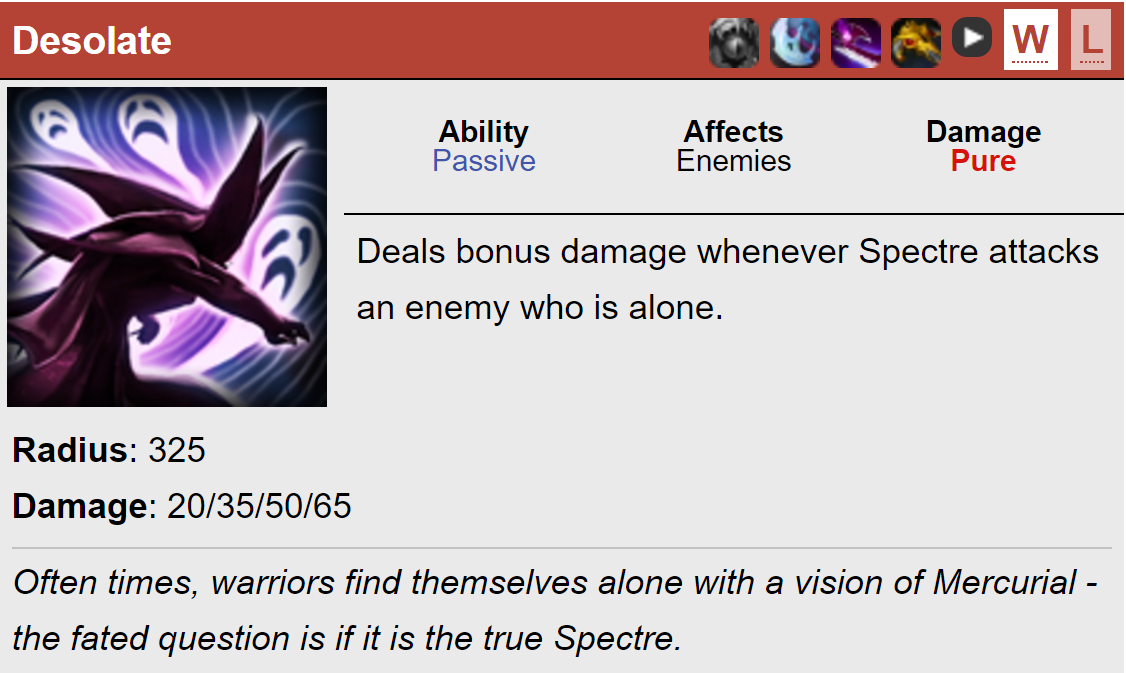 Desolate
W
L
Ability
Passive
Affects
Enemies
Damage
Pure
Deals bonus damage whenever Spectre attacks
an enemy who is alone.
Radius: 325
Damage: 20/35/50/65
Often times, warriors find themselves alone with a vision of Mercurial -
the fated question is if it is the true Spectre.